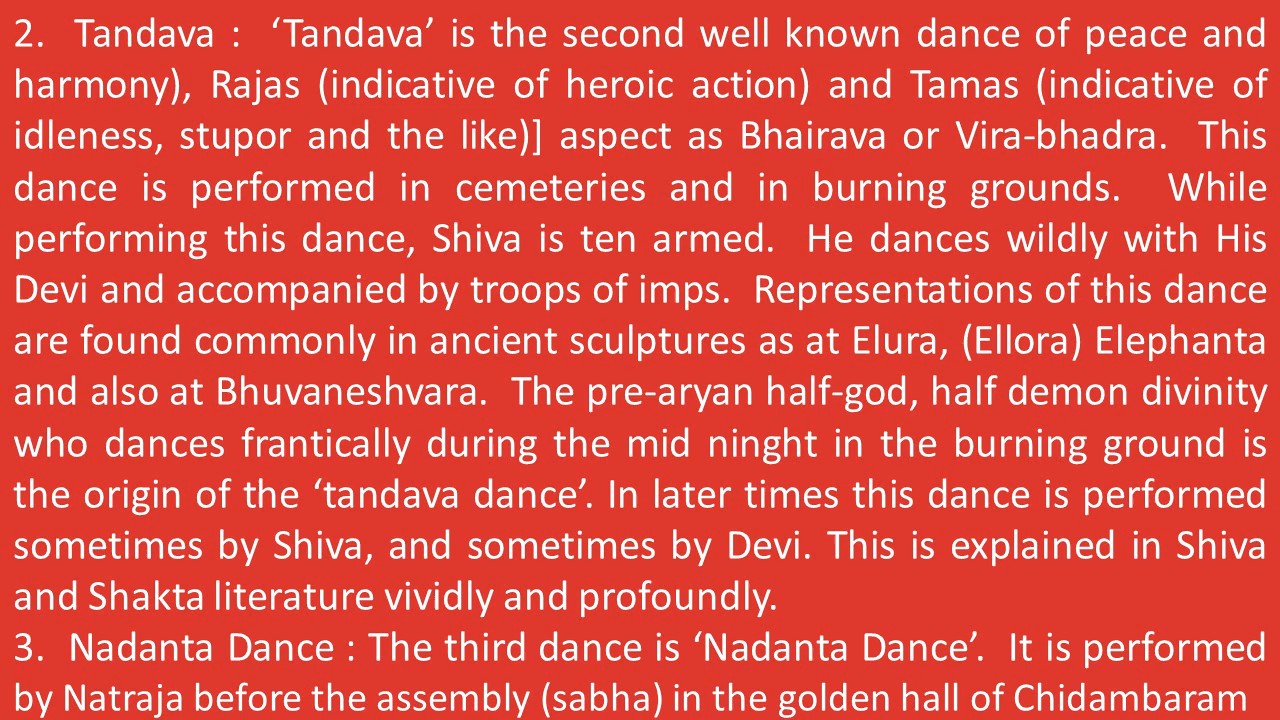 2. Tandava : ‘Tandava’ is the second well known dance of peace and
harmony), Rajas (indicative of heroic action) and Tamas (indicative of
idleness, stupor and the like)] aspect as Bhairava or Vira-bhadra. This
dance is performed in cemeteries and in burning grounds. While
performing this dance, Shiva is ten armed. He dances wildly with His
Devi and accompanied by troops of imps. Representations of this dance
are found commonly in ancient sculptures as at Elura, (Ellora) Elephanta
and also at Bhuvaneshvara. The pre-aryan half-god, half demon divinity
who dances frantically during the mid ninght in the burning ground is
the origin of the ‘tandava dance’. In later times this dance is performed
sometimes by Shiva, and sometimes by Devi. This is explained in Shiva
and Shakta literature vividly and profoundly.
3. Nadanta Dance : The third dance is ‘Nadanta Dance’. It is performed
by Natraja before the assembly (sabha) in the golden hall of Chidambaram